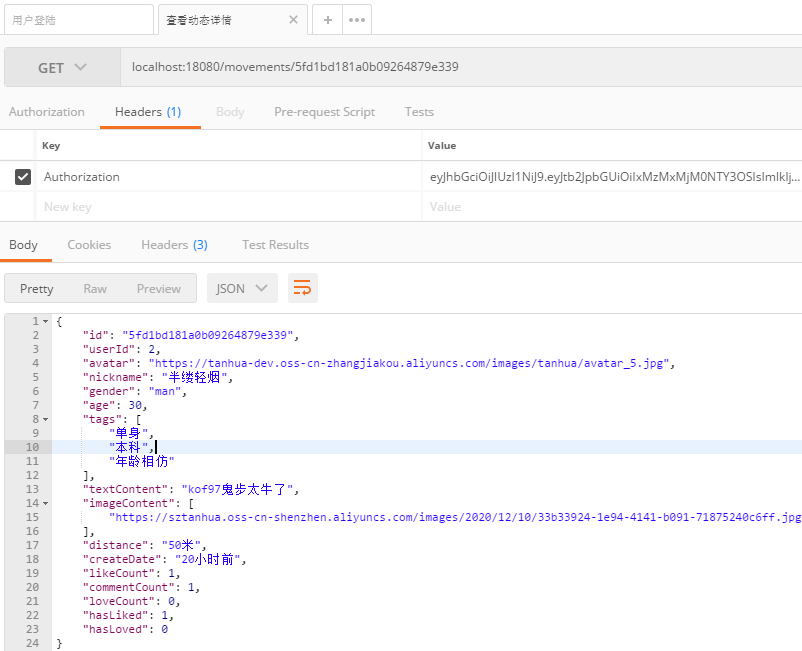 用户登陆
查看动态详情 ✕
+ •••
GET localhost:18080/movements/5fd1bd181a0b09264879e339
Authorization Headers (1) Body Pre-request Script Tests
Key Value
Authorization eyJhbGciOiJIUzI1NiJ9.eyJtb2JpbGUiOiIxMzMxMjM0NTY3OSIsImlkIj...
New key Value
Body Cookies Headers (3) Test Results
Pretty Raw Preview JSON
1 {
2 "id": "5fd1bd181a0b09264879e339",
3 "userId": 2,
4 "avatar": "https://tanhua-dev.oss-cn-zhangjiakou.aliyuncs.com/images/tanhua/avatar_5.jpg",
5 "nickname": "半缕轻烟",
6 "gender": "man",
7 "age": 30,
8 "tags": [
9 "单身",
10 "本科",
11 "年龄相仿"
12 ],
13 "textContent": "kof97鬼步太牛了",
14 "imageContent": [
15 "https://sztanhua.oss-cn-shenzhen.aliyuncs.com/images/2020/12/10/33b33924-1e94-4141-b091-71875240c6ff.jpg
16 ],
17 "distance": "50米",
18 "createDate": "20小时前",
19 "likeCount": 1,
20 "commentCount": 1,
21 "loveCount": 0,
22 "hasLiked": 1,
23 "hasLoved": 0
24 }